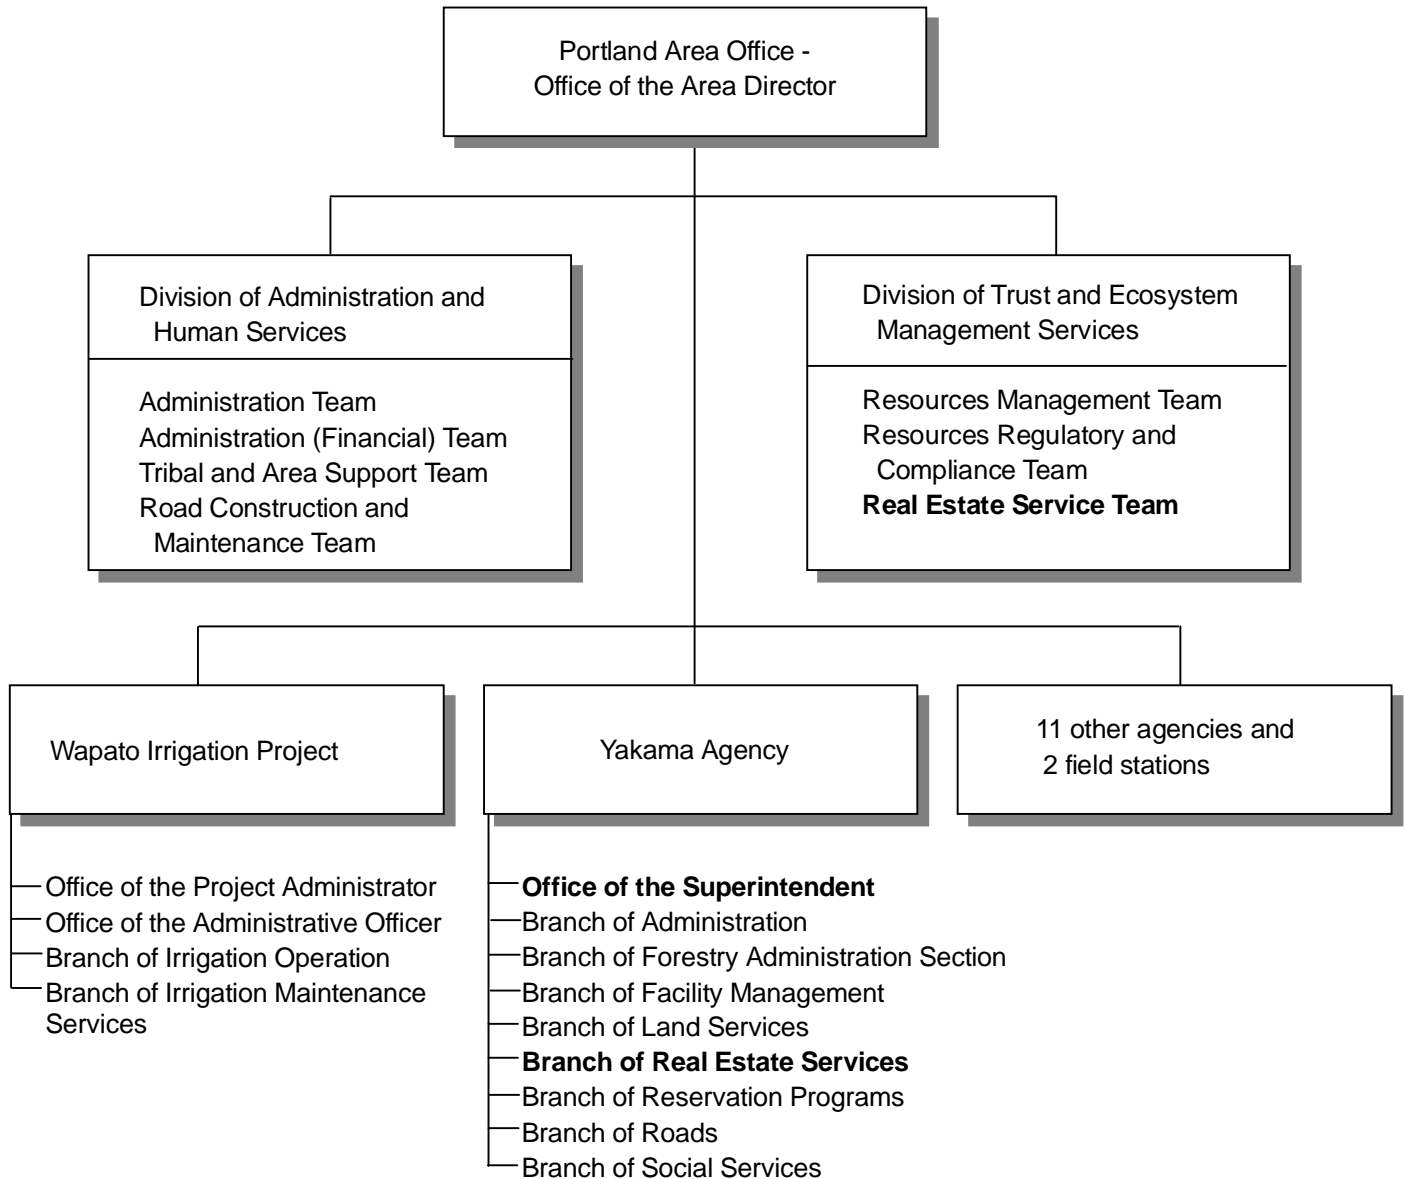 Portland Area Office -
Office of the Area Director
Division of Administration and
Human Services
Administration Team
Administration (Financial) Team
Tribal and Area Support Team
Road Construction and
Maintenance Team
Division of Trust and Ecosystem
Management Services
Resources Management Team
Resources Regulatory and
Compliance Team
Real Estate Service Team
Wapato Irrigation Project
Office of the Project Administrator
Office of the Administrative Officer
Branch of Irrigation Operation
Branch of Irrigation Maintenance
Services
Yakama Agency
Office of the Superintendent
Branch of Administration
Branch of Forestry Administration Section
Branch of Facility Management
Branch of Land Services
Branch of Real Estate Services
Branch of Reservation Programs
Branch of Roads
Branch of Social Services
11 other agencies and
2 field stations